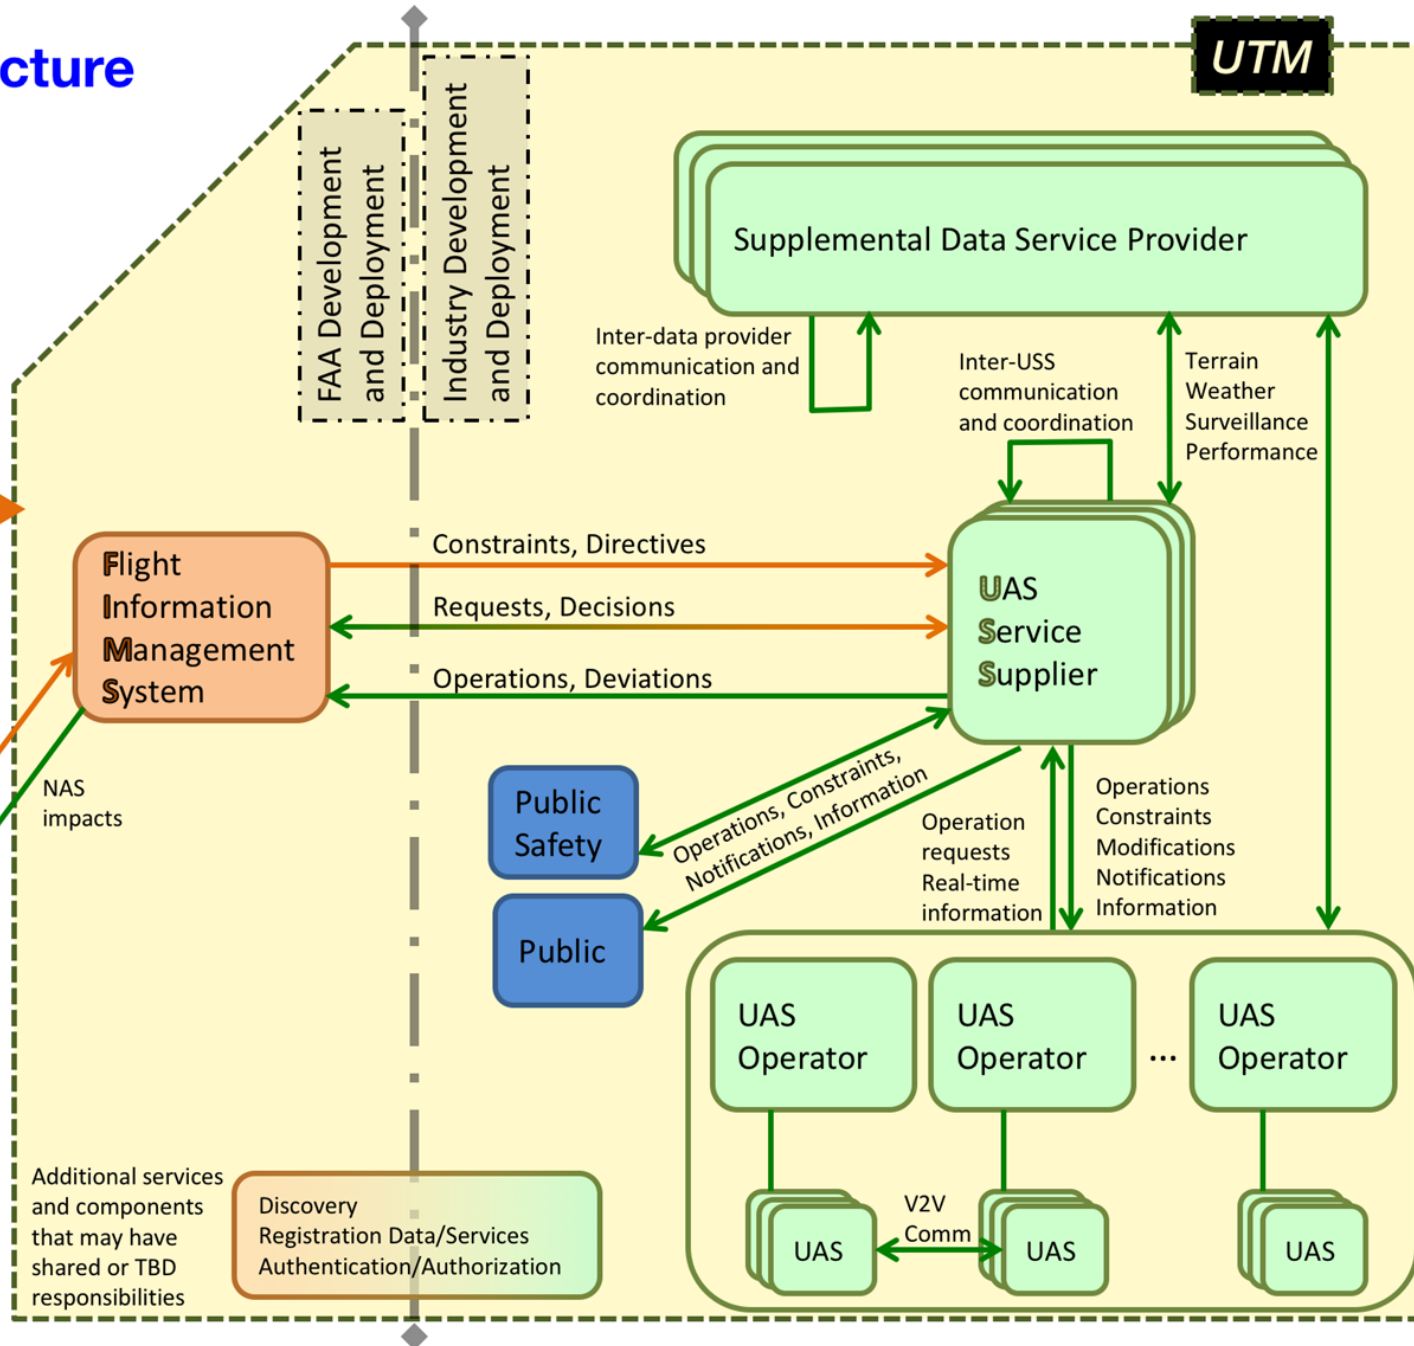 cture
UTM
FAA Development
and Deployment
Industry Development
and Deployment
Supplemental Data Service Provider
Inter-data provider
communication and
coordination
Inter-USS
communication
and coordination
Terrain
Weather
Surveillance
Performance
Flight
Information
Management
System
Constraints, Directives
Requests, Decisions
Operations, Deviations
UAS
Service
Supplier
NAS
impacts
Public
Safety
Public
Operations, Constraints,
Notifications, Information
Operation
requests
Real-time
information
Operations
Constraints
Modifications
Notifications
Information
UAS
Operator
UAS
Operator
...
UAS
Operator
V2V
Comm
UAS
UAS
UAS
Additional services
and components
that may have
shared or TBD
responsibilities
Discovery
Registration Data/Services
Authentication/Authorization